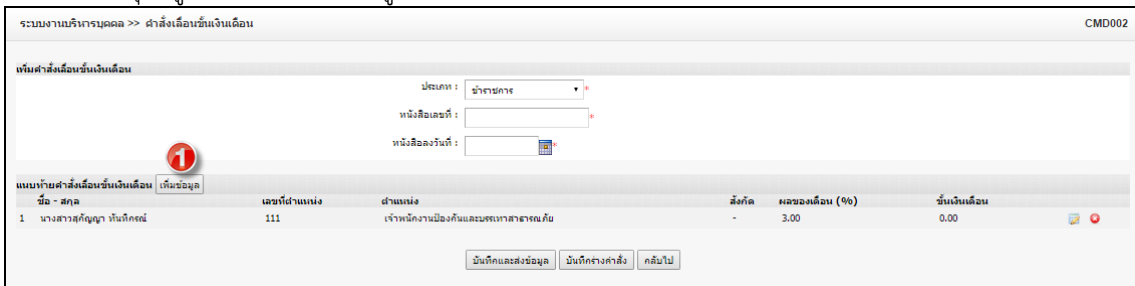 ระบบงานบริหารบุคคล >> คำสั่งเลื่อนขั้นเงินเดือน CMD002
เพิ่มคำสั่งเลื่อนขั้นเงินเดือน
ประเภท : ข้าราชการ *
หนังสือเลขที่ : *
หนังสือลงวันที่ : *
1
แนบท้ายคำสั่งเลื่อนขั้นเงินเดือน เพิ่มข้อมูล
ชื่อ - สกุล เลขที่ตำแหน่ง ตำแหน่ง สังกัด ผลของเดือน (%) ขั้นเงินเดือน
1 นางสาวสุกัญญา ทันทิกรณ์ 111 เจ้าพนักงานป้องกันและบรรเทาสาธารณภัย - 3.00 0.00
บันทึกและส่งข้อมูล บันทึกร่างคำสั่ง กลับไป